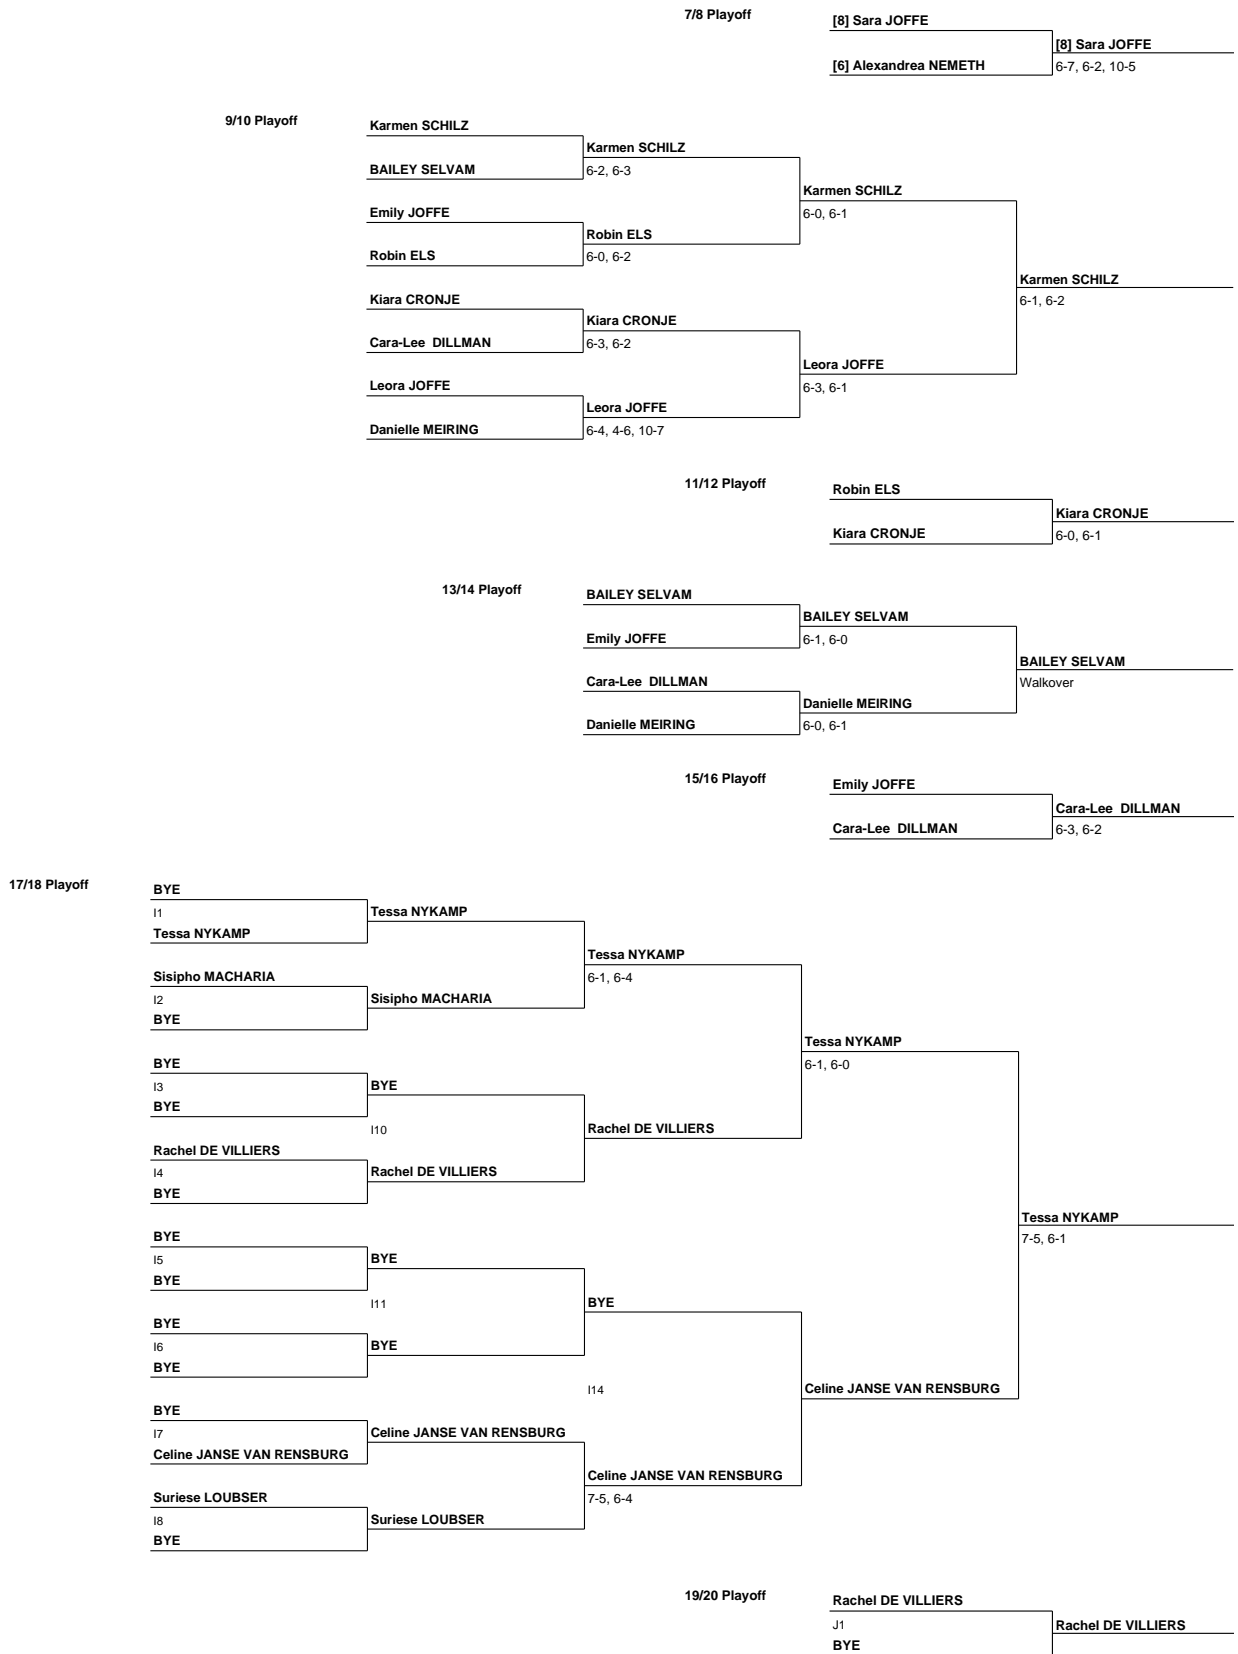 7/8 Playoff
[8] Sara JOFFE
[8] Sara JOFFE
[6] Alexandrea NEMETH
6-7, 6-2, 10-5
9/10 Playoff
Karmen SCHILZ
Karmen SCHILZ
BAILEY SELVAM
6-2, 6-3
Karmen SCHILZ
Emily JOFFE
6-0, 6-1
Robin ELS
Robin ELS
6-0, 6-2
Karmen SCHILZ
Kiara CRONJE
6-1, 6-2
Kiara CRONJE
Cara-Lee  DILLMAN
6-3, 6-2
Leora JOFFE
Leora JOFFE
6-3, 6-1
Leora JOFFE
Danielle MEIRING
6-4, 4-6, 10-7
11/12 Playoff
Robin ELS
Kiara CRONJE
Kiara CRONJE
6-0, 6-1
13/14 Playoff
BAILEY SELVAM
BAILEY SELVAM
Emily JOFFE
6-1, 6-0
BAILEY SELVAM
Cara-Lee  DILLMAN
Walkover
Danielle MEIRING
Danielle MEIRING
6-0, 6-1
15/16 Playoff
Emily JOFFE
Cara-Lee  DILLMAN
Cara-Lee  DILLMAN
6-3, 6-2
17/18 Playoff
BYE
I1
Tessa NYKAMP
Tessa NYKAMP
Tessa NYKAMP
Sisipho MACHARIA
6-1, 6-4
I2
Sisipho MACHARIA
BYE
Tessa NYKAMP
BYE
6-1, 6-0
I3
BYE
BYE
I10
Rachel DE VILLIERS
Rachel DE VILLIERS
I4
Rachel DE VILLIERS
BYE
Tessa NYKAMP
BYE
7-5, 6-1
I5
BYE
BYE
I11
BYE
BYE
I6
BYE
BYE
I14
Celine JANSE VAN RENSBURG
BYE
I7
Celine JANSE VAN RENSBURG
Celine JANSE VAN RENSBURG
Celine JANSE VAN RENSBURG
Suriese LOUBSER
7-5, 6-4
I8
Suriese LOUBSER
BYE
19/20 Playoff
Rachel DE VILLIERS
J1
Rachel DE VILLIERS
BYE